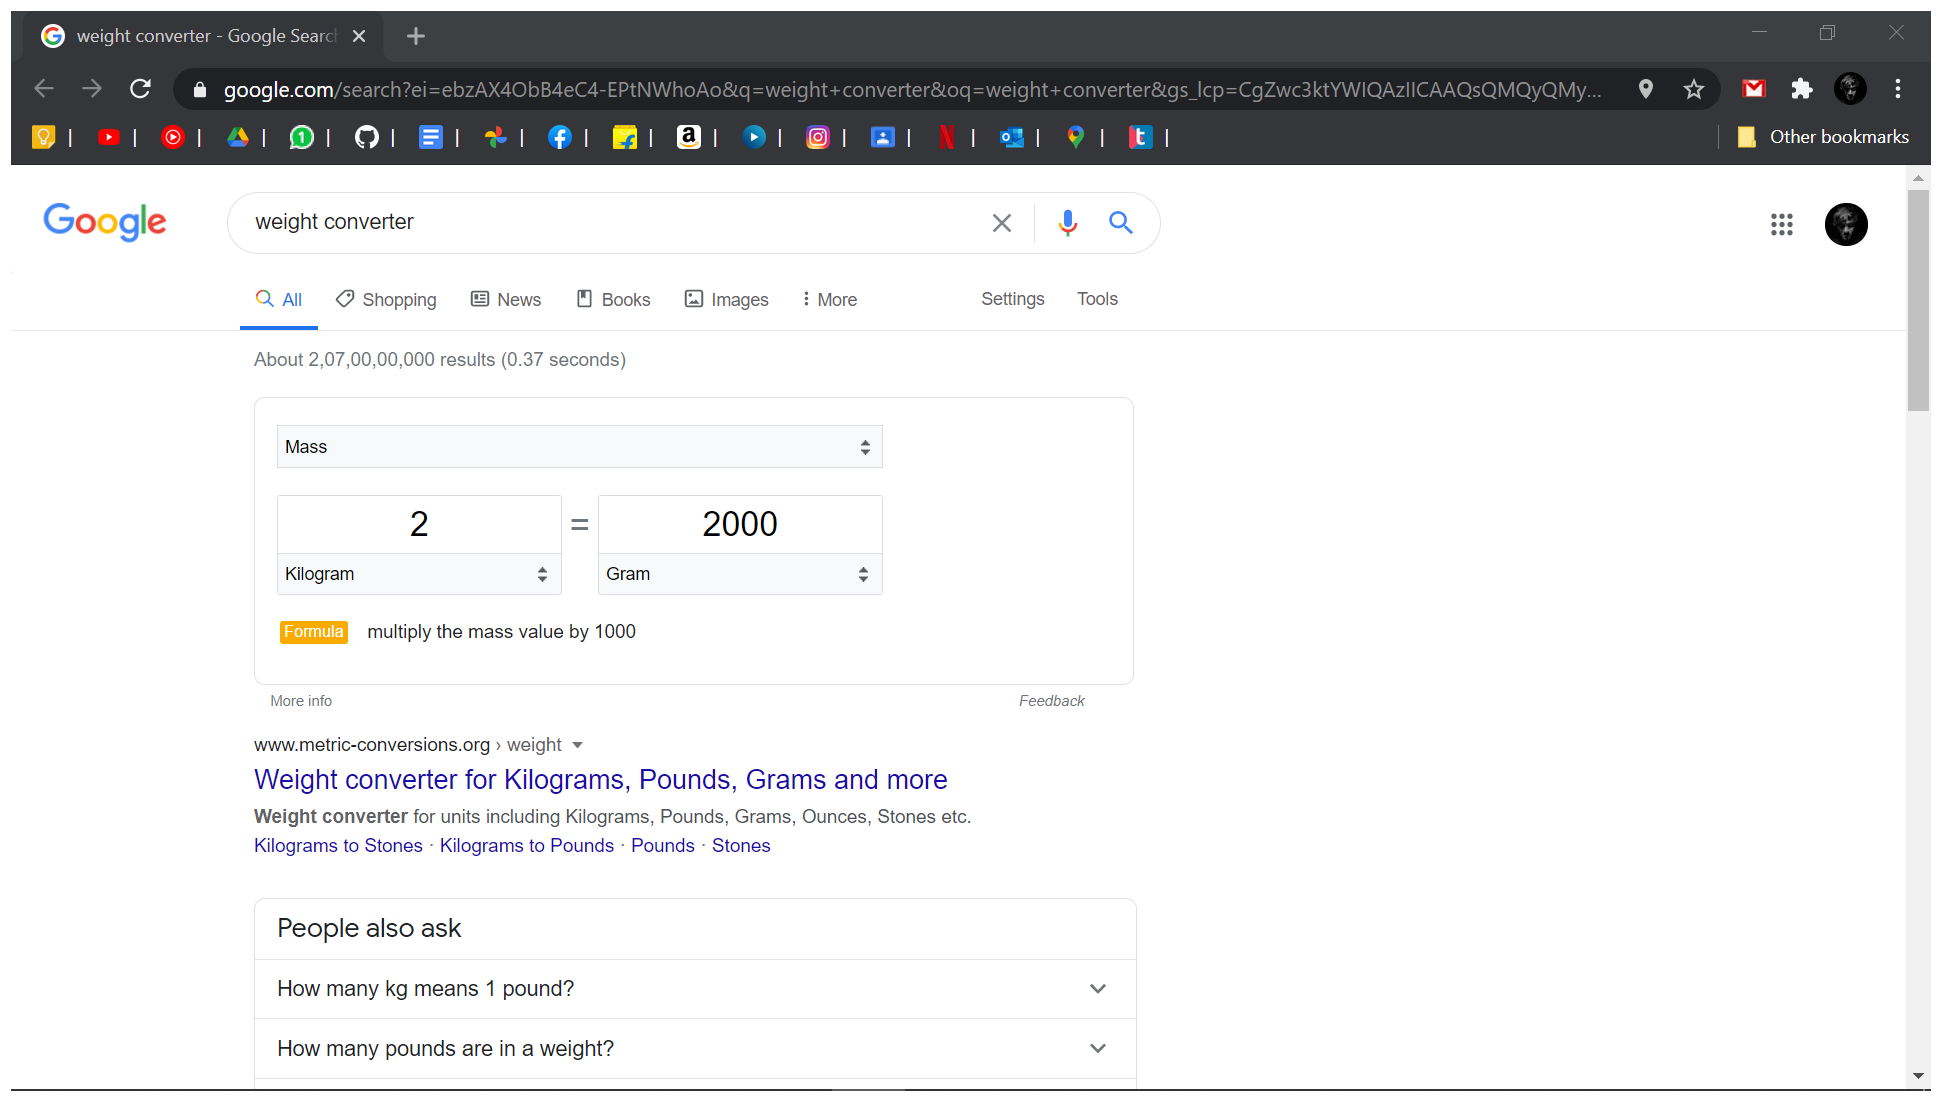 weight converter - Google Searc
google.com/search?ei=ebzAX4ObB4eC4-EPtNWhoAo&q=weight+converter&oq=weight+converter&gs_lcp=CgZwc3ktYWIQAzIICAAQsQMQyQMy...
| | | | 1 | | | | | | a | | | | | | | t |
Other bookmarks
Google
weight converter
All Shopping News Books Images More Settings Tools
About 2,07,00,00,000 results (0.37 seconds)
Mass
2 = 2000
Kilogram Gram
Formula multiply the mass value by 1000
More info Feedback
www.metric-conversions.org › weight
Weight converter for Kilograms, Pounds, Grams and more
Weight converter for units including Kilograms, Pounds, Grams, Ounces, Stones etc.
Kilograms to Stones · Kilograms to Pounds · Pounds · Stones
People also ask
How many kg means 1 pound?
How many pounds are in a weight?